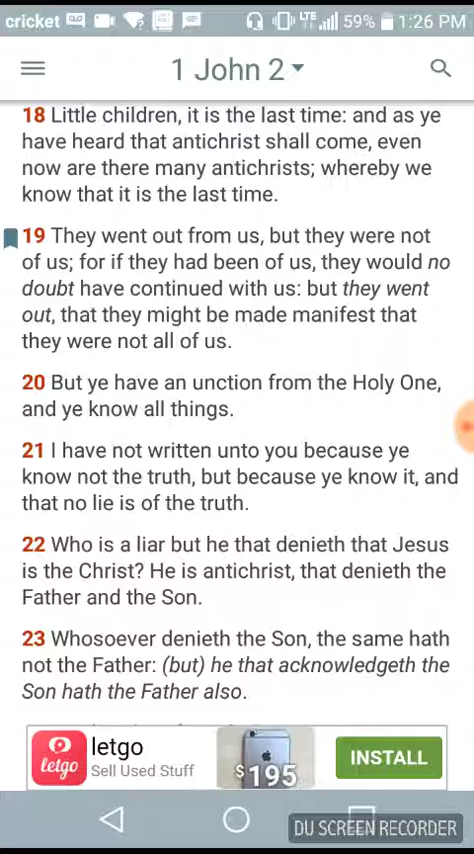 cricket LTE 59% 1:26 PM
1 John 2
18 Little children, it is the last time: and as ye
have heard that antichrist shall come, even
now are there many antichrists; whereby we
know that it is the last time.
19 They went out from us, but they were not
of us; for if they had been of us, they would no
doubt have continued with us: but they went
out, that they might be made manifest that
they were not all of us.
20 But ye have an unction from the Holy One,
and ye know all things.
21 I have not written unto you because ye
know not the truth, but because ye know it, and
that no lie is of the truth.
22 Who is a liar but he that denieth that Jesus
is the Christ? He is antichrist, that denieth the
Father and the Son.
23 Whosoever denieth the Son, the same hath
not the Father: (but) he that acknowledgeth the
Son hath the Father also.
letgo
letgo
Sell Used Stuff
$195
INSTALL
DU SCREEN RECORDER